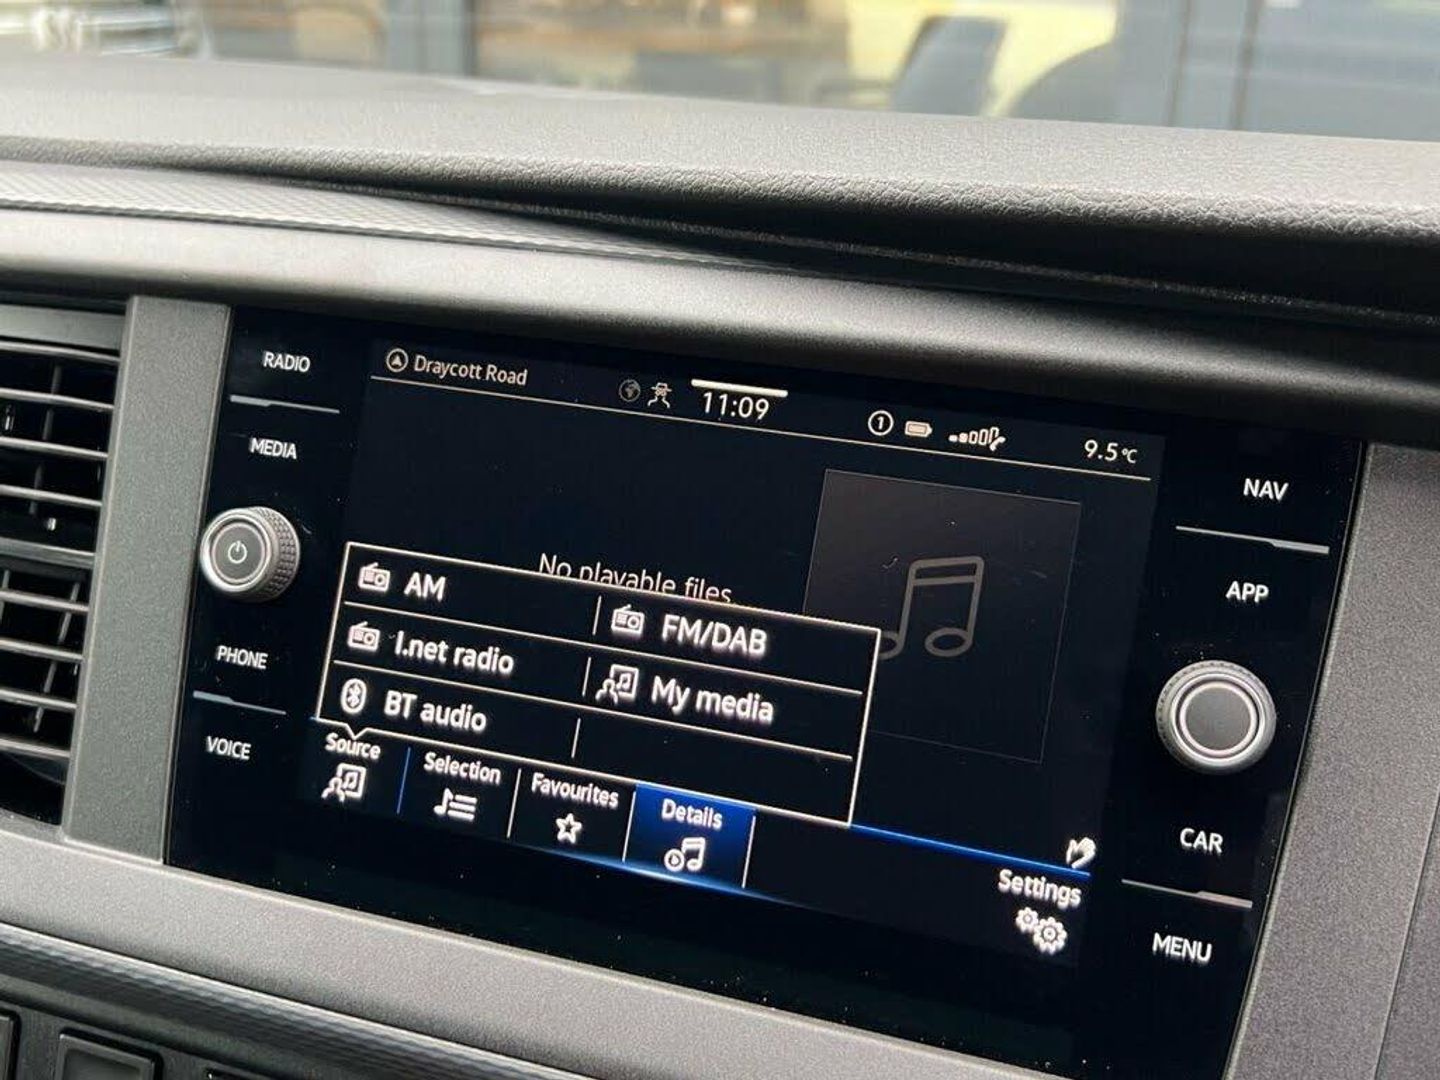 RADIO
MEDIA
PHONE
VOICE
Draycott Road
11:09
1
9.5°C
No playable files.
AM
FM/DAB
I.net radio
My media
BT audio
Source
Selection
Favourites
Details
Settings
NAV
APP
CAR
MENU